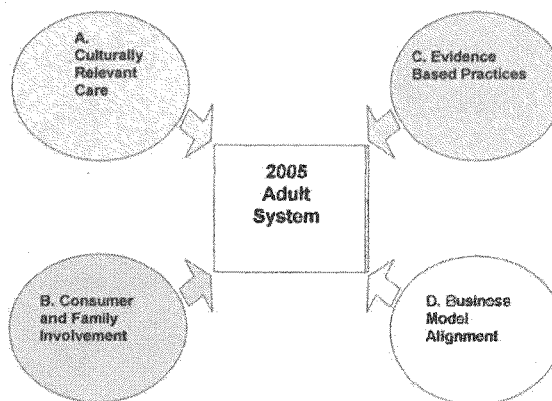 A.
Culturally
Relevant
Care
C. Evidence
Based Practices
2005
Adult
System
B. Consumer
and Family
Involvement
D. Business
Model
Alignment